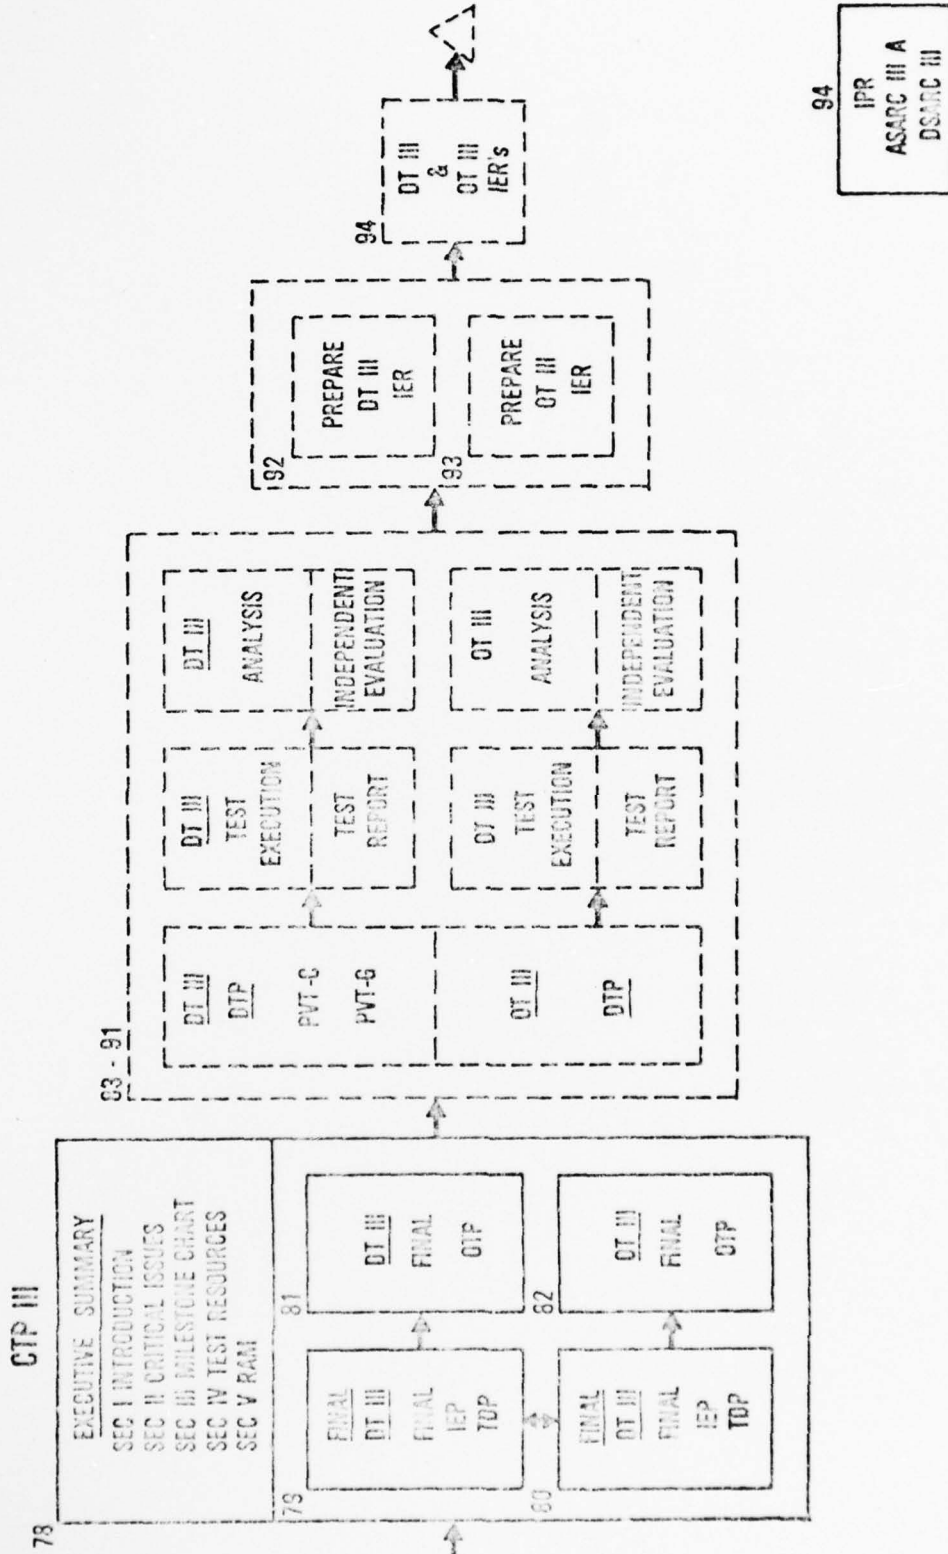 CTP III
78
EXECUTIVE SUMMARY
SEC I INTRODUCTION
SEC II CRITICAL ISSUES
SEC III MILESTONE CHART
SEC IV TEST RESOURCES
SEC V RAM
79
FINAL
DT III
FINAL
IEP
TDP
81
DT III
FINAL
OTP
80
FINAL
OT III
FINAL
IEP
TDP
82
OT III
FINAL
OTP
83 - 91
DT III
DTP
PVT-C
PVT-G
OT III
DTP
DT III
TEST
EXECUTION
TEST
REPORT
OT III
TEST
EXECUTION
TEST
REPORT
DT III
ANALYSIS
INDEPENDENT
EVALUATION
OT III
ANALYSIS
INDEPENDENT
EVALUATION
92
PREPARE
DT III
IER
93
PREPARE
OT III
IER
94
DT III
&
OT III
IER's
94
IPR
ASARC III A
DSARC III